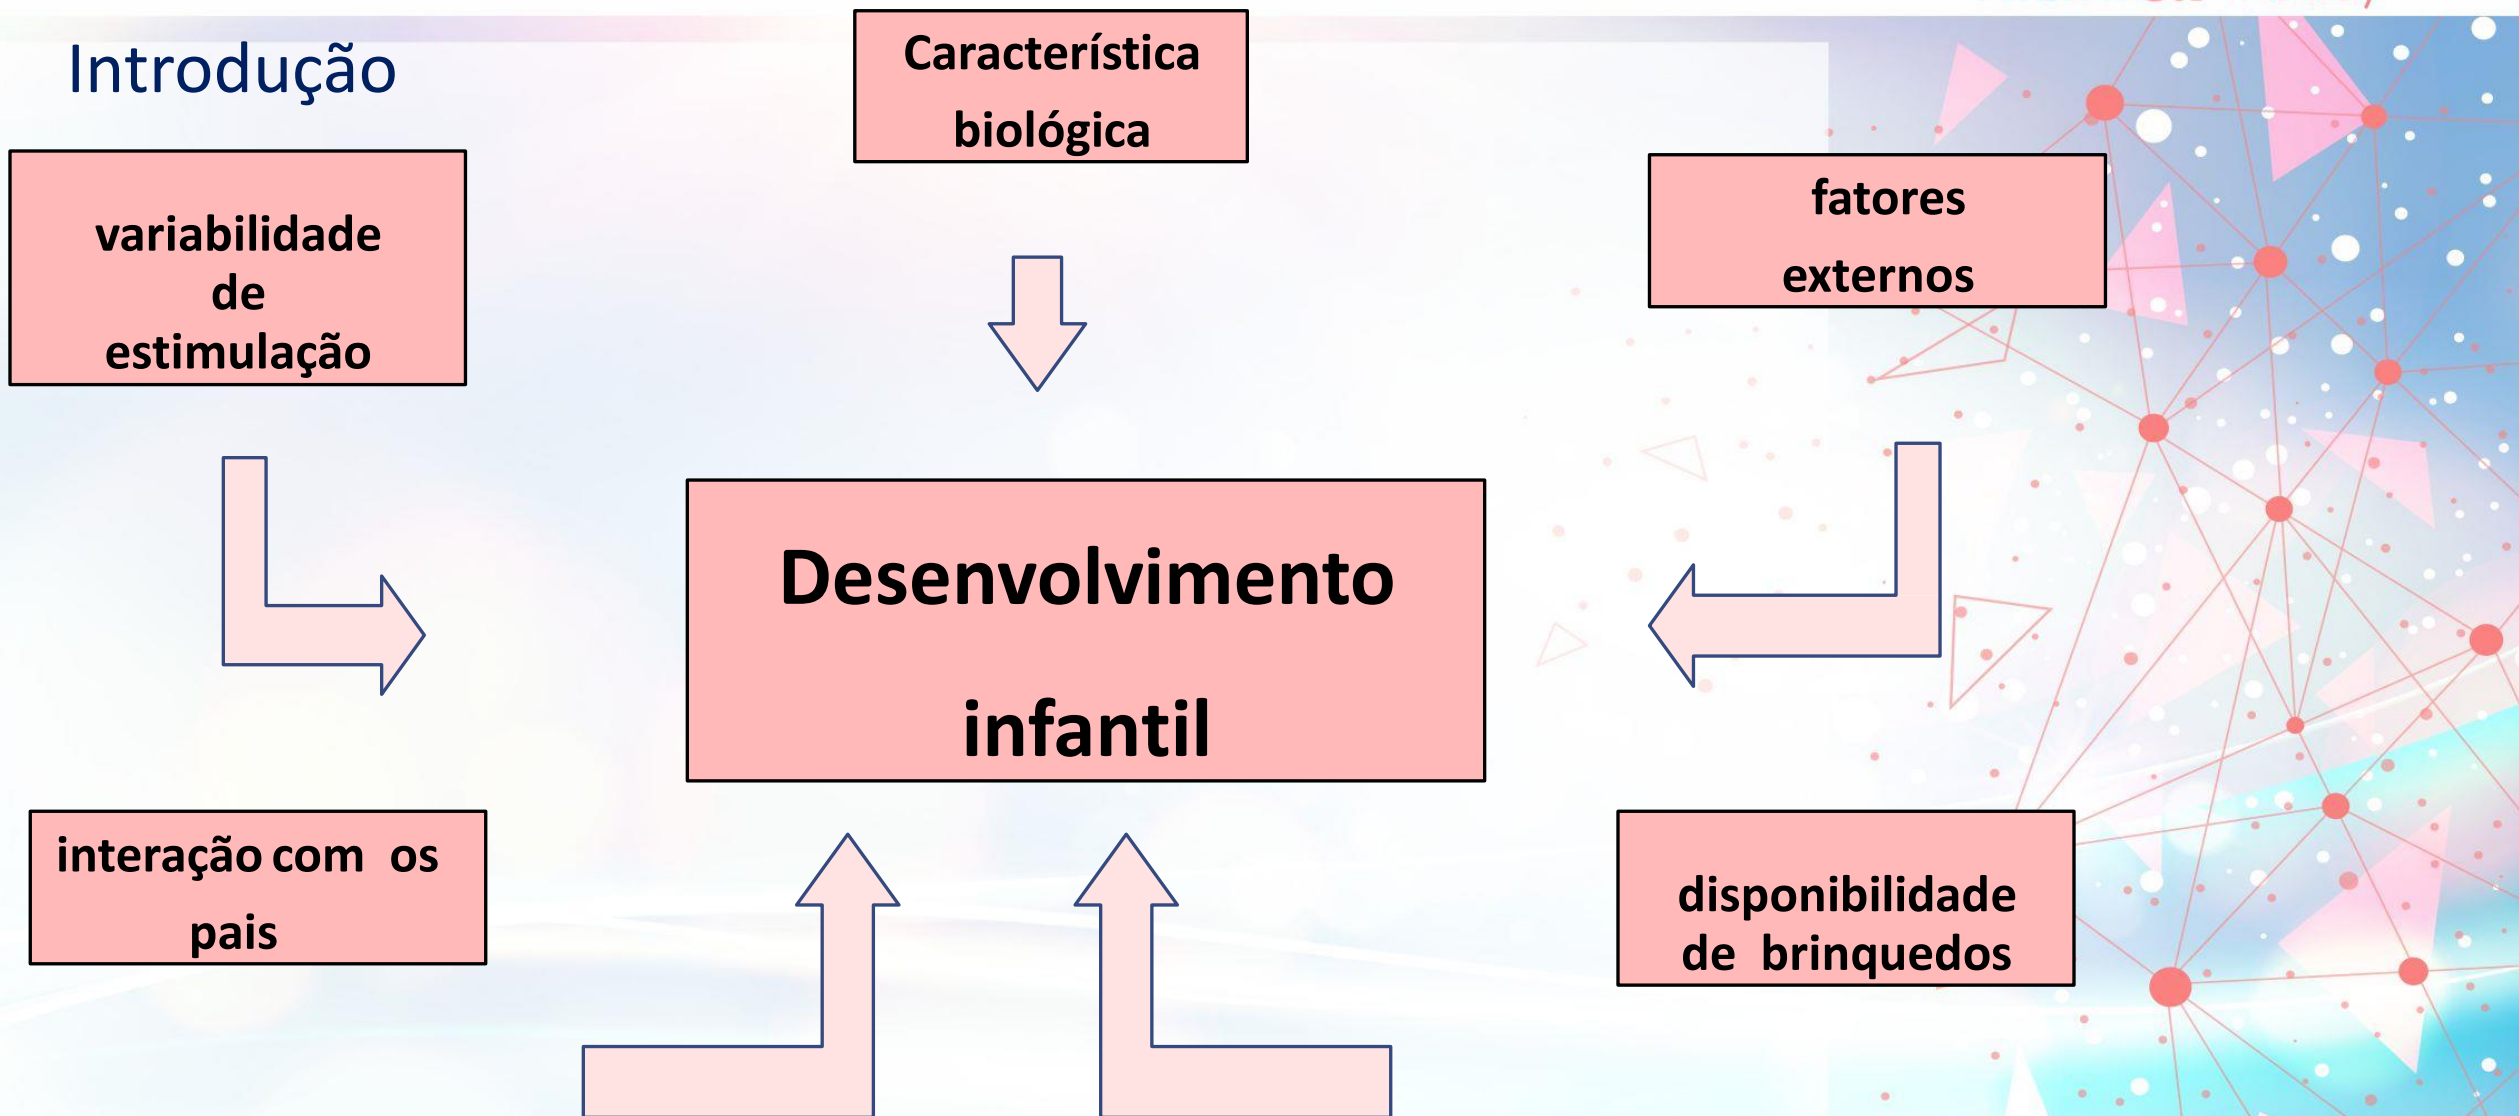 Introdução
Característica
biológica
variabilidade
de
estimulação
fatores
externos
Desenvolvimento
infantil
interação com os
pais
disponibilidade
de brinquedos